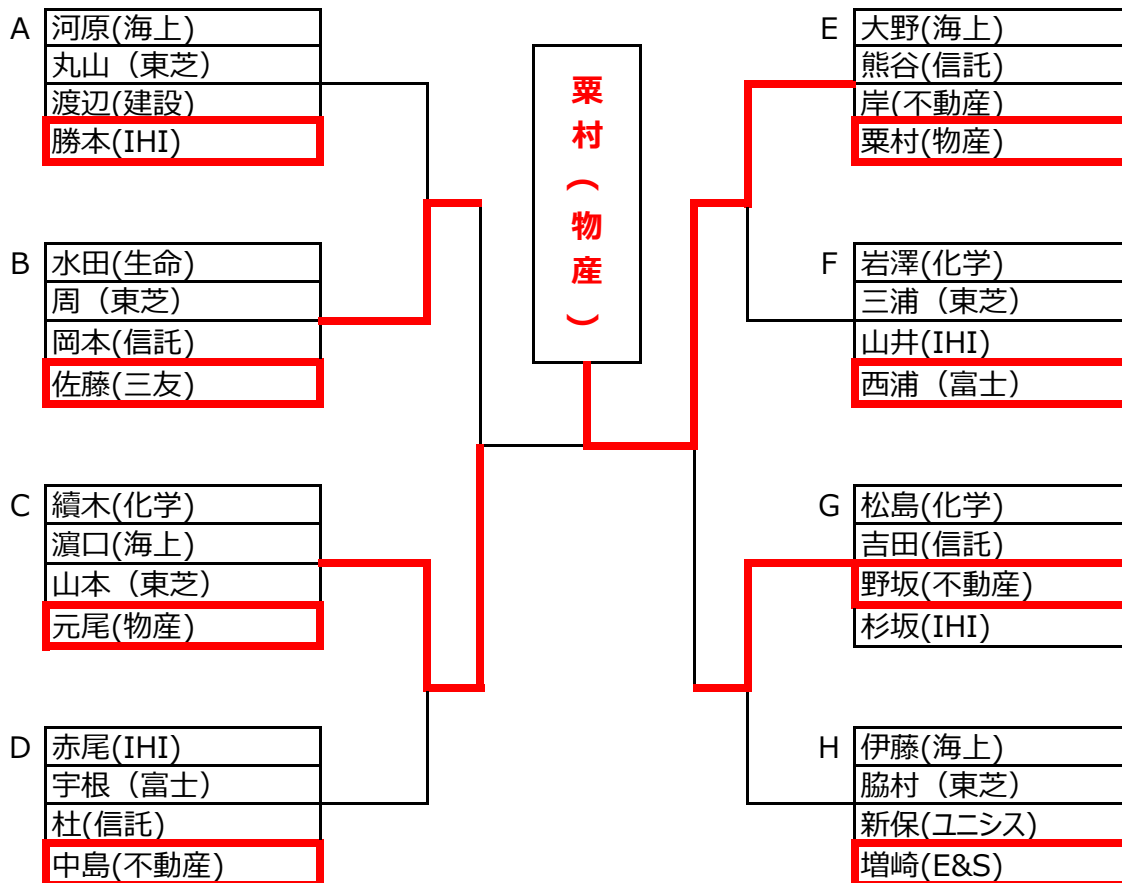 A
河原(海上)
丸山（東芝）
渡辺(建設)
勝本(IHI)
B
水田(生命)
周（東芝）
岡本(信託)
佐藤(三友)
C
續木(化学)
濵口(海上)
山本（東芝）
元尾(物産)
D
赤尾(IHI)
宇根（富士）
杜(信託)
中島(不動産)
粟村(物産)
E
大野(海上)
熊谷(信託)
岸(不動産)
粟村(物産)
F
岩澤(化学)
三浦（東芝）
山井(IHI)
西浦（富士）
G
松島(化学)
吉田(信託)
野坂(不動産)
杉坂(IHI)
H
伊藤(海上)
脇村（東芝）
新保(ユニシス)
増崎(E&S)